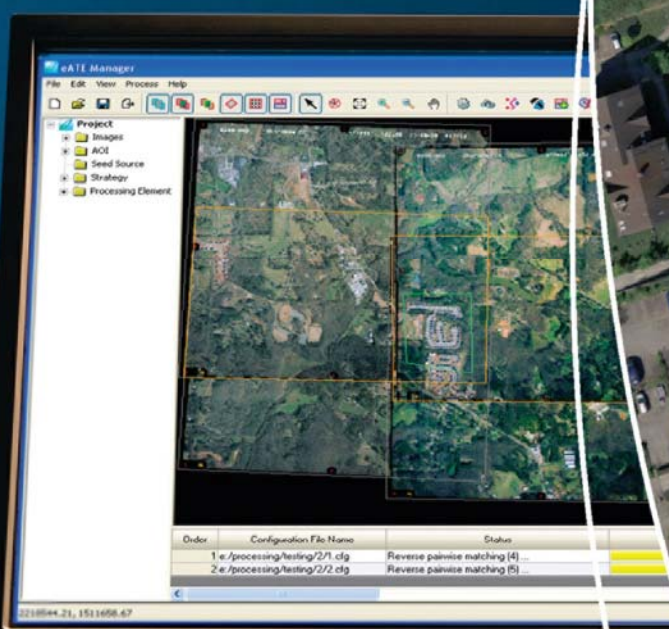 eATE Manager
File Edit View Process Help
Project
Images
AOI
Seed Source
Strategy
Processing Element
Order Configuration File Name Status
1 e:/processing/testing/2/1.cfg Reverse pairwise matching (4) ...
2 e:/processing/testing/2/2.cfg Reverse pairwise matching (5) ...
2218544.21, 1511658.67